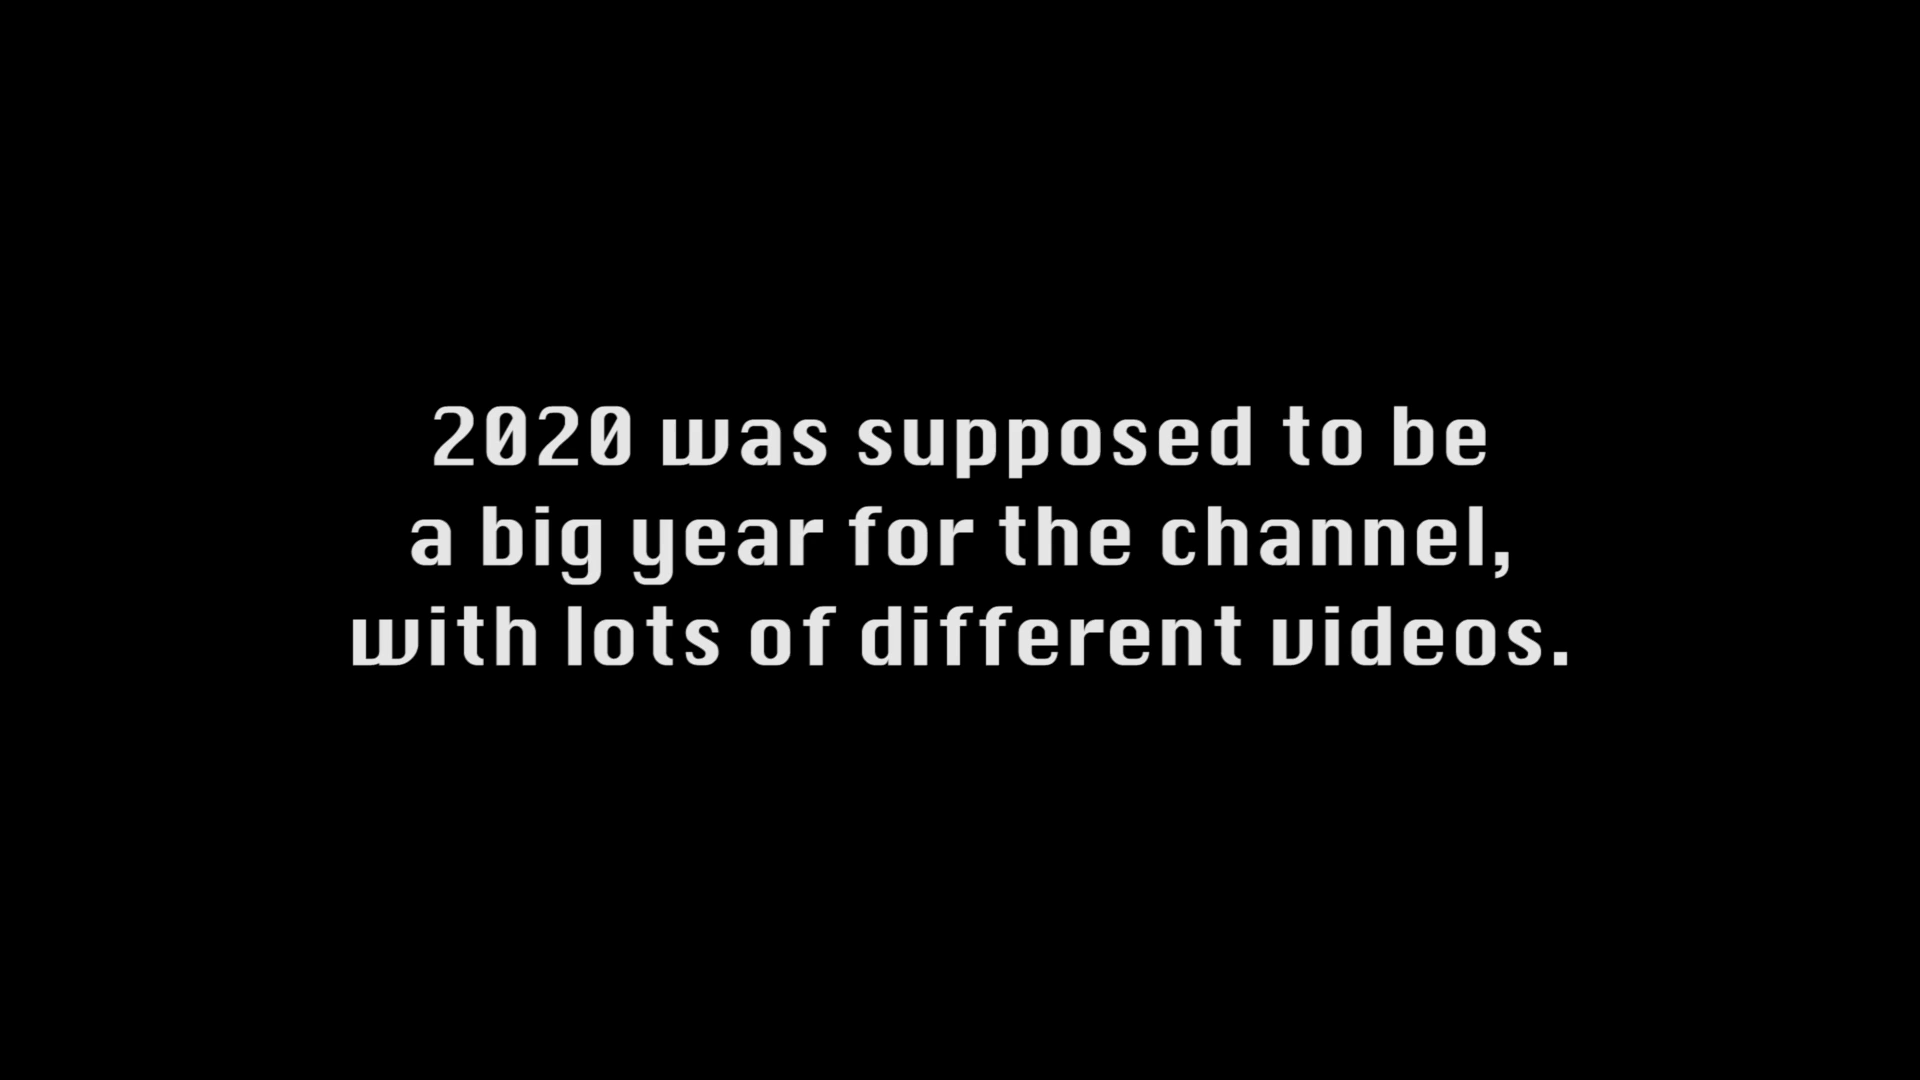 2020 was supposed to be
a big year for the channel,
with lots of different videos.